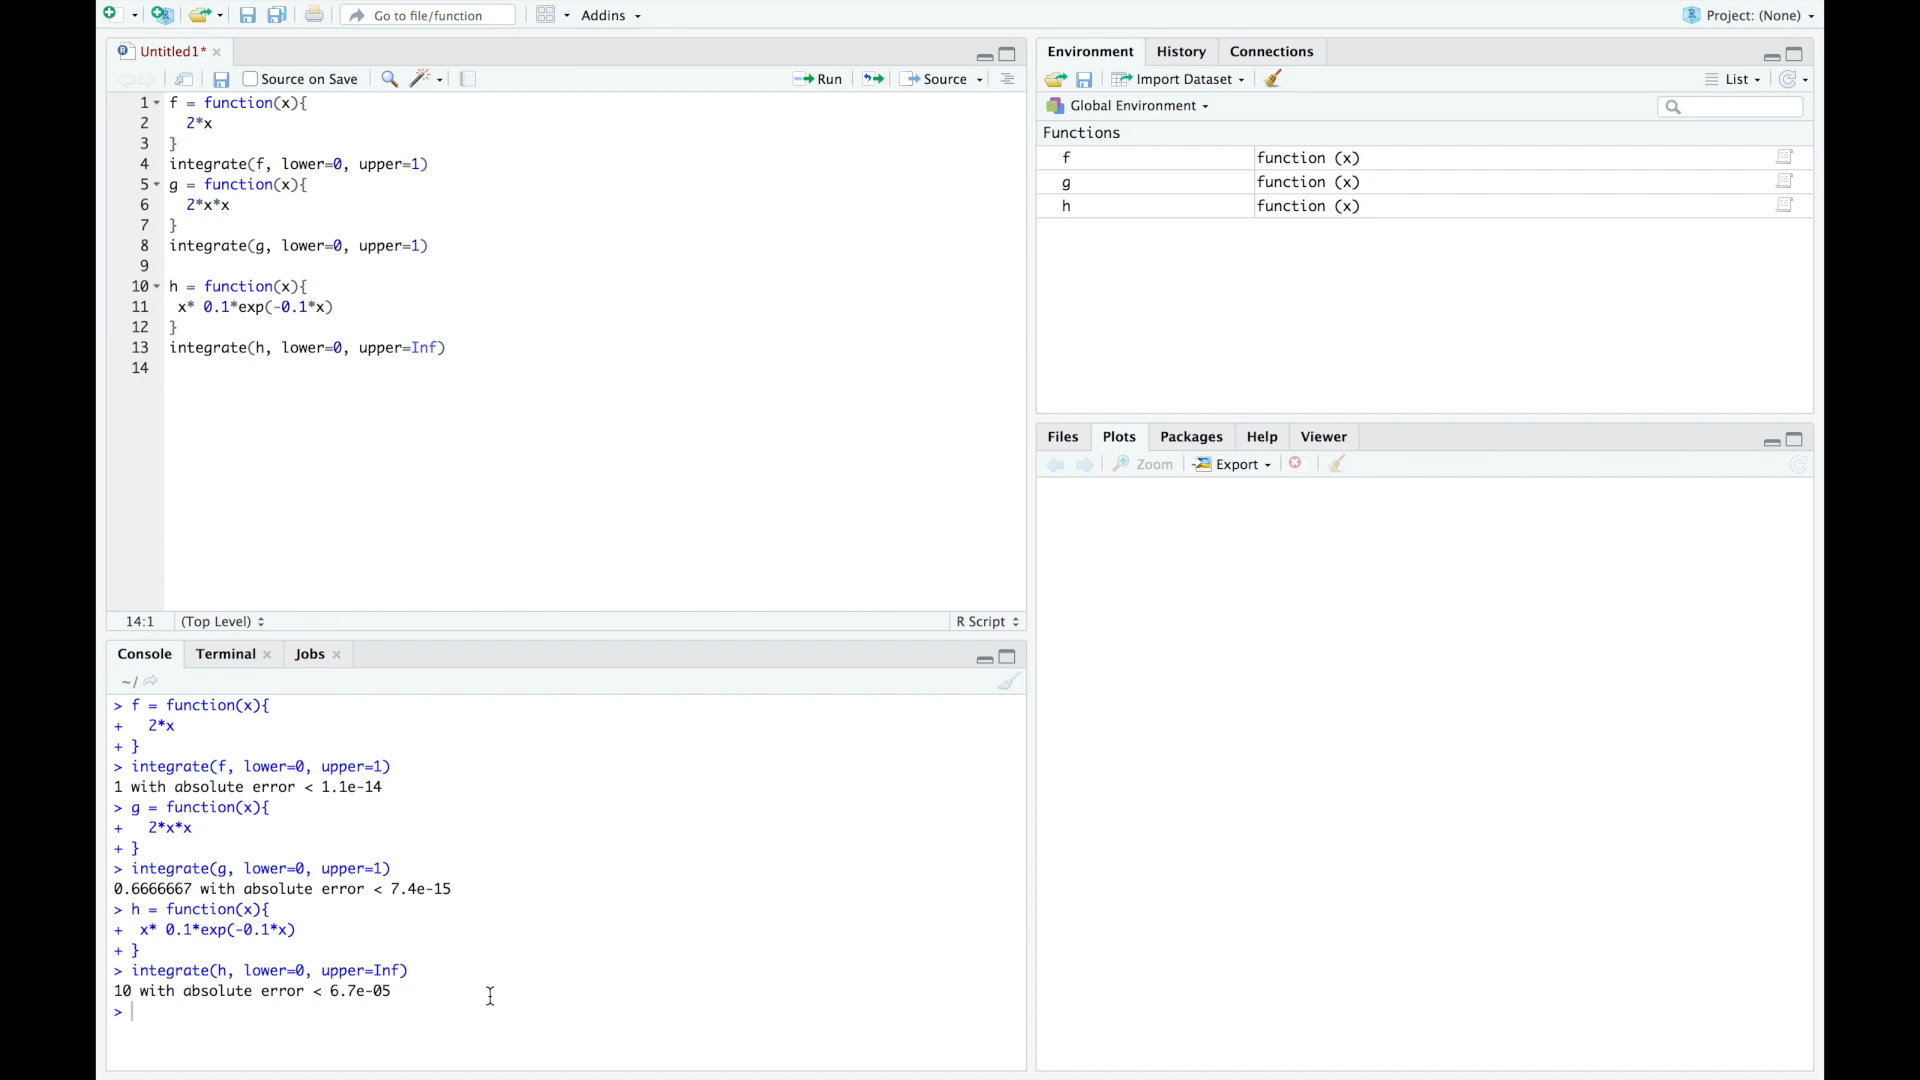 Go to file/function
Addins
Project: (None)
Untitled1*
Source on Save
Run
Source
1 f = function(x){
2   2*x
3 }
4 integrate(f, lower=0, upper=1)
5 g = function(x){
6   2*x*x
7 }
8 integrate(g, lower=0, upper=1)
9
10 h = function(x){
11  x* 0.1*exp(-0.1*x)
12 }
13 integrate(h, lower=0, upper=Inf)
14
14:1 (Top Level) R Script
Console Terminal Jobs
~/
> f = function(x){
+   2*x
+ }
> integrate(f, lower=0, upper=1)
1 with absolute error < 1.1e-14
> g = function(x){
+   2*x*x
+ }
> integrate(g, lower=0, upper=1)
0.6666667 with absolute error < 7.4e-15
> h = function(x){
+  x* 0.1*exp(-0.1*x)
+ }
> integrate(h, lower=0, upper=Inf)
10 with absolute error < 6.7e-05
>
Environment History Connections
Import Dataset
List
Global Environment
Functions
f function (x)
g function (x)
h function (x)
Files Plots Packages Help Viewer
Zoom Export